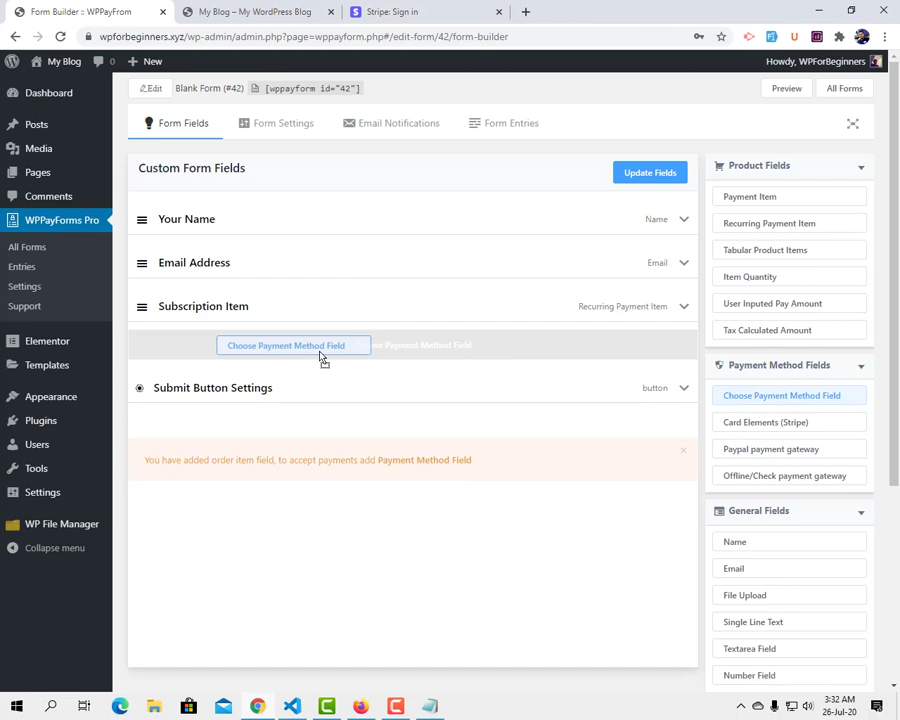 Form Builder :: WPPayFrom
My Blog – My WordPress Blog
Stripe: Sign in
wpforbeginners.xyz/wp-admin/admin.php?page=wppayform.php#/edit-form/42/form-builder
My Blog
0
New
Howdy, WPForBeginners
Dashboard
Posts
Media
Pages
Comments
WPPayForms Pro
All Forms
Entries
Settings
Support
Elementor
Templates
Appearance
Plugins
Users
Tools
Settings
WP File Manager
Collapse menu
Edit
Blank Form (#42)
[wppayform id="42"]
Preview
All Forms
Form Fields
Form Settings
Email Notifications
Form Entries
Custom Form Fields
Update Fields
Your Name
Name
Email Address
Email
Subscription Item
Recurring Payment Item
Choose Payment Method Field
Payment Method Field
Submit Button Settings
button
You have added order item field, to accept payments add Payment Method Field
Product Fields
Payment Item
Recurring Payment Item
Tabular Product Items
Item Quantity
User Inputed Pay Amount
Tax Calculated Amount
Payment Method Fields
Choose Payment Method Field
Card Elements (Stripe)
Paypal payment gateway
Offline/Check payment gateway
General Fields
Name
Email
File Upload
Single Line Text
Textarea Field
Number Field
3:32 AM
26-Jul-20